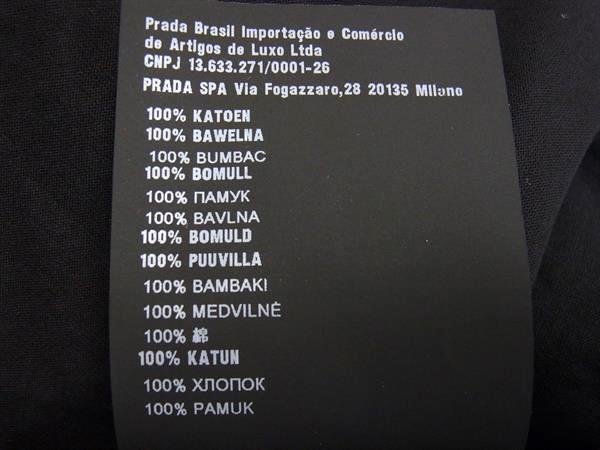 Prada Brasil Importação e Comércio
de Artigos de Luxo Ltda
CNPJ 13.633.271/0001-26
PRADA SPA Via Fogazzaro,28 20135 Milano
100% KATOEN
100% BAWELNA
100% BUMBAC
100% BOMULL
100% ПАМУК
100% BAVLNA
100% BOMULD
100% PUUVILLA
100% BAMBAKI
100% MEDVILNĖ
100% 綿
100% KATUN
100% ХЛОПОК
100% PAMUK